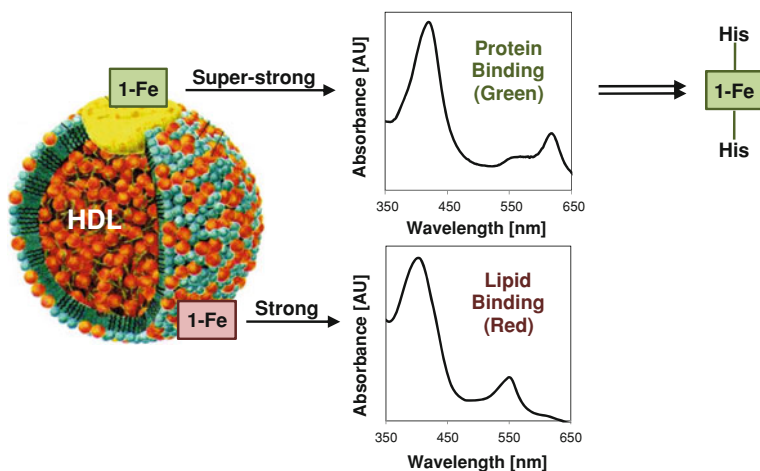 1-Fe
Super-strong
HDL
1-Fe
Strong
Absorbance [AU]
Protein
Binding
(Green)
350 450 550 650
Wavelength [nm]
His
1-Fe
His
Absorbance [AU]
Lipid
Binding
(Red)
350 450 550 650
Wavelength [nm]